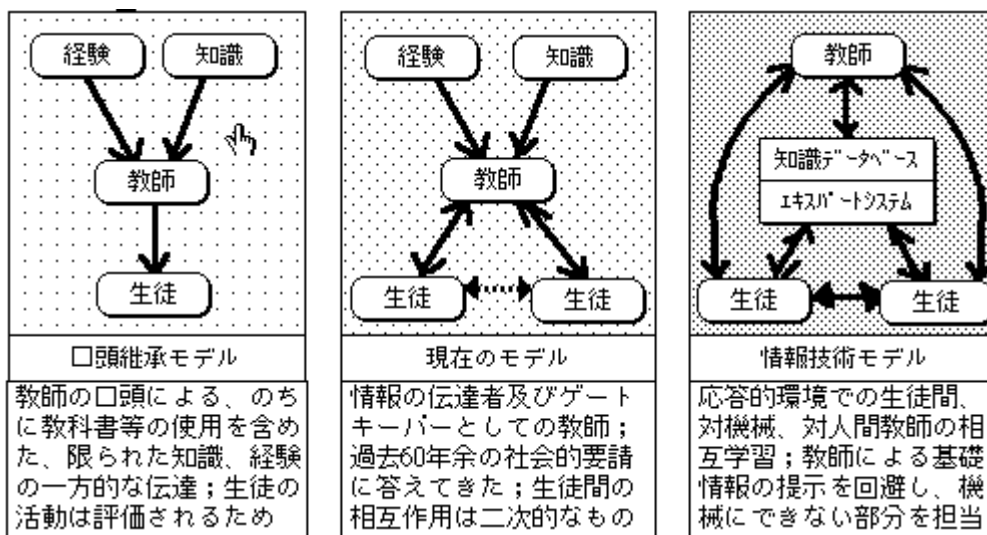 経験 知識
教師
生徒
口頭継承モデル
教師の口頭による、のち
に教科書等の使用を含め
た、限られた知識、経験
の一方的な伝達；生徒の
活動は評価されるため
経験 知識
教師
生徒 生徒
現在のモデル
情報の伝達者及びゲート
キーパーとしての教師；
過去60年余の社会的要請
に答えてきた；生徒間の
相互作用は二次的なもの
教師
知識ﾃﾞｰﾀﾍﾞｰｽ
ｴｷｽﾊﾟｰﾄｼｽﾃﾑ
生徒 生徒
情報技術モデル
応答的環境での生徒間、
対機械、対人間教師の相
互学習；教師による基礎
情報の提示を回避し、機
械にできない部分を担当